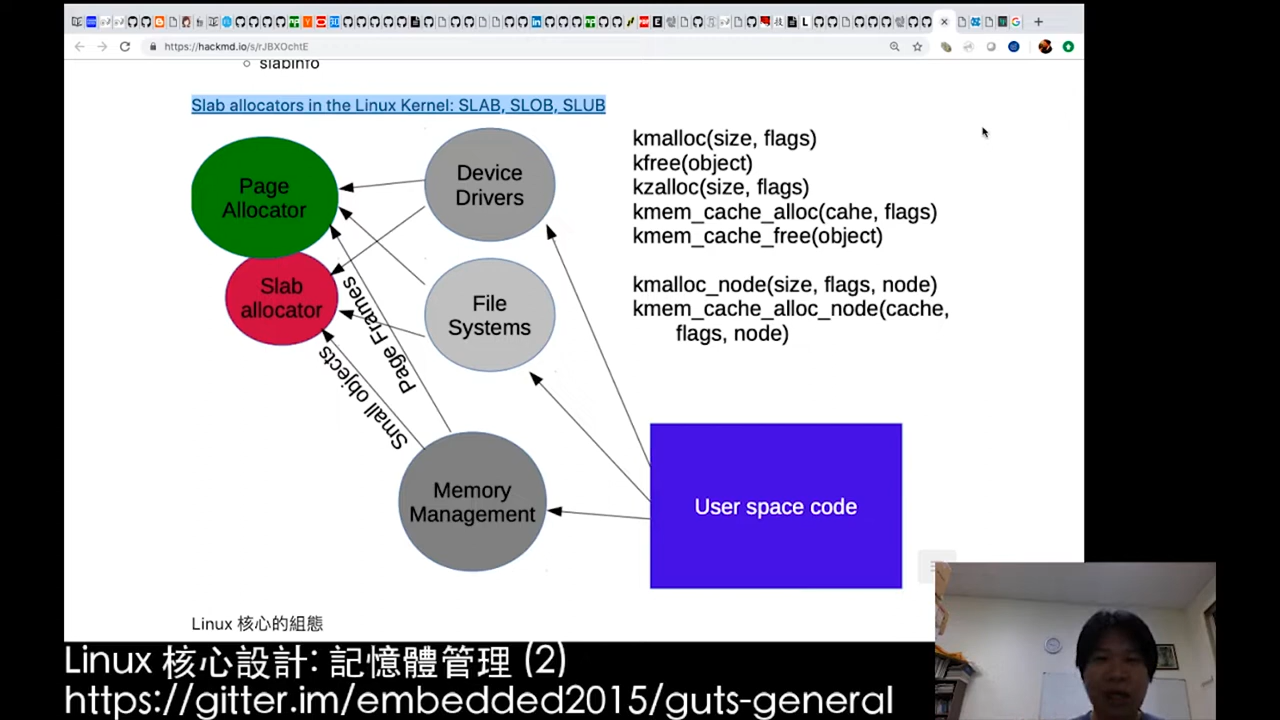 https://hackmd.io/s/rJBXOchtE
slabinfo
Slab allocators in the Linux Kernel: SLAB, SLOB, SLUB
Page
Allocator
Device
Drivers
kmalloc(size, flags)
kfree(object)
kzalloc(size, flags)
kmem_cache_alloc(cahe, flags)
kmem_cache_free(object)
Slab
allocator
File
Systems
kmalloc_node(size, flags, node)
kmem_cache_alloc_node(cache,
flags, node)
Page Frames
Small objects
Memory
Management
User space code
Linux 核心的組態
Linux 核心設計: 記憶體管理 (2)
https://gitter.im/embedded2015/guts-general